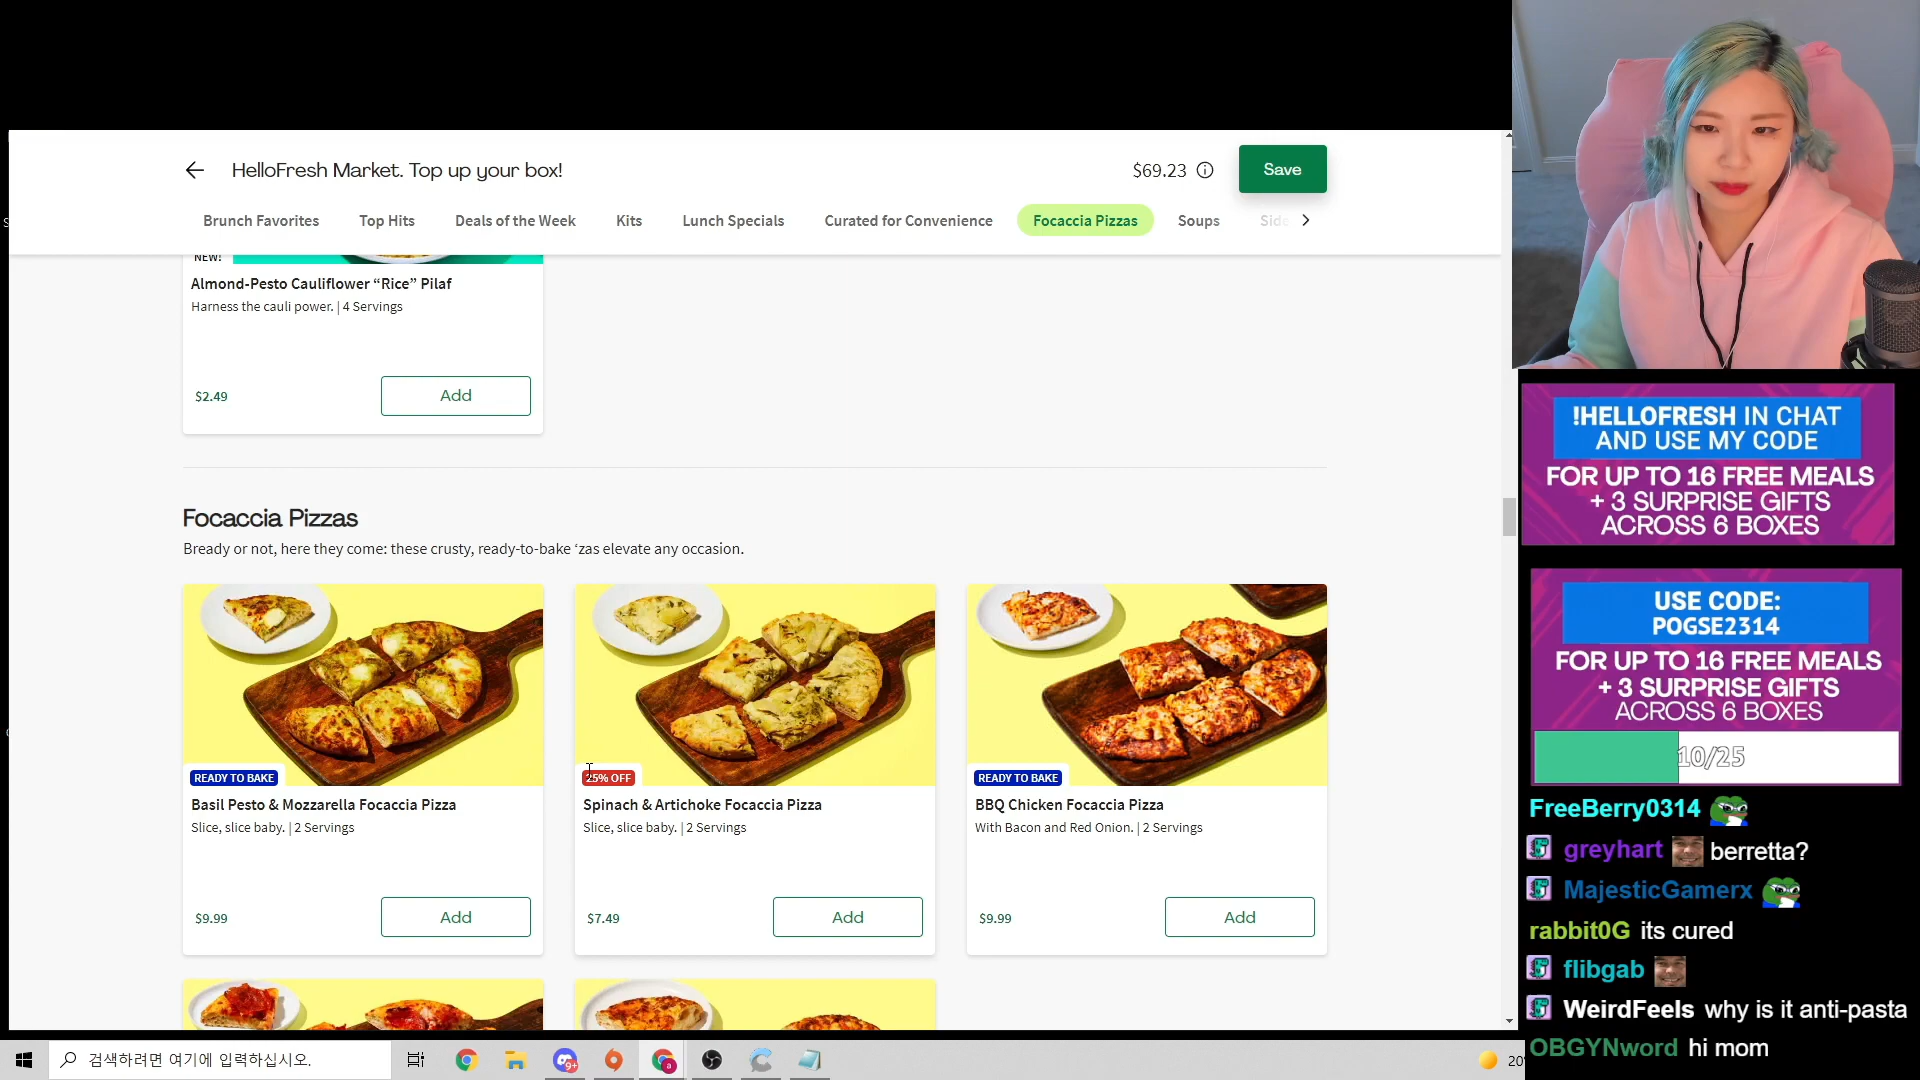 HelloFresh Market. Top up your box!
$69.23
Save
Brunch Favorites
Top Hits
Deals of the Week
Kits
Lunch Specials
Curated for Convenience
Focaccia Pizzas
Soups
NEW!
Almond-Pesto Cauliflower “Rice” Pilaf
Harness the cauli power. | 4 Servings
$2.49
Add
Focaccia Pizzas
Bready or not, here they come: these crusty, ready-to-bake ‘zas elevate any occasion.
READY TO BAKE
Basil Pesto & Mozzarella Focaccia Pizza
Slice, slice baby. | 2 Servings
$9.99
Add
25% OFF
Spinach & Artichoke Focaccia Pizza
Slice, slice baby. | 2 Servings
$7.49
Add
READY TO BAKE
BBQ Chicken Focaccia Pizza
With Bacon and Red Onion. | 2 Servings
$9.99
Add
!HELLOFRESH IN CHAT
AND USE MY CODE
FOR UP TO 16 FREE MEALS
+ 3 SURPRISE GIFTS
ACROSS 6 BOXES
USE CODE:
POGSE2314
FOR UP TO 16 FREE MEALS
+ 3 SURPRISE GIFTS
ACROSS 6 BOXES
10/25
FreeBerry0314
greyhart berretta?
MajesticGamerx
rabbit0G its cured
flibgab
WeirdFeels why is it anti-pasta
OBGYNword hi mom
검색하려면 여기에 입력하십시오.
9+
20